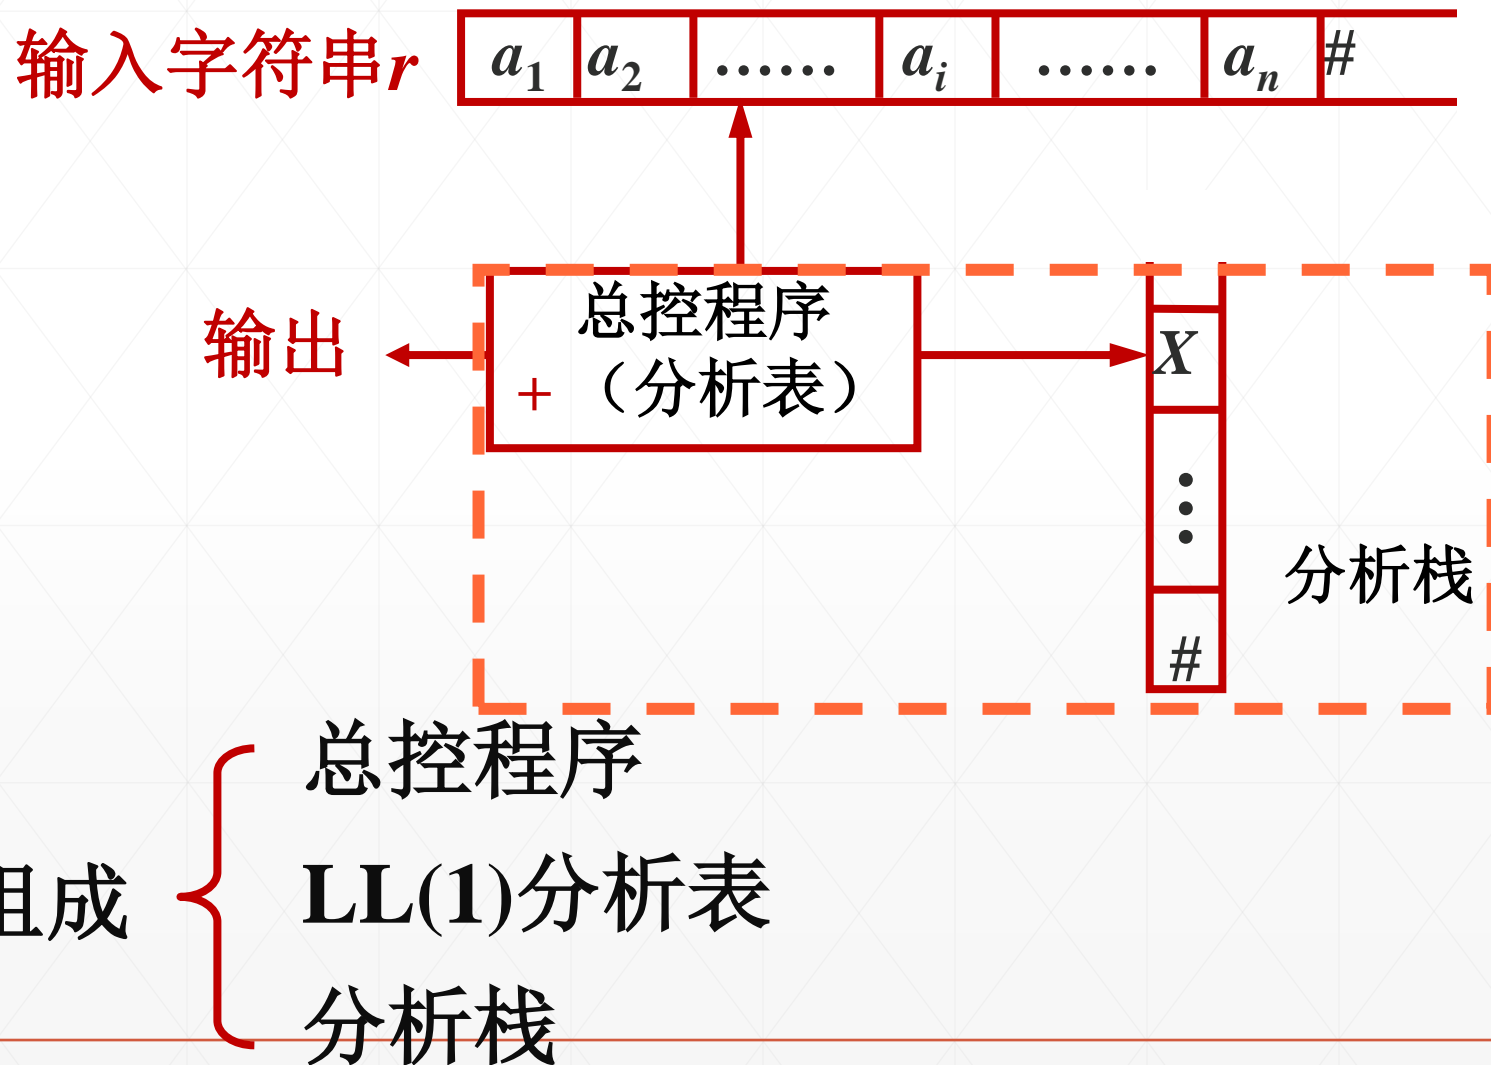 输入字符串r a1 a2 …… ai …… an #
总控程序
输出
+ （分析表）
X
⋮
分析栈
#
总控程序
组成
LL(1)分析表
分析栈